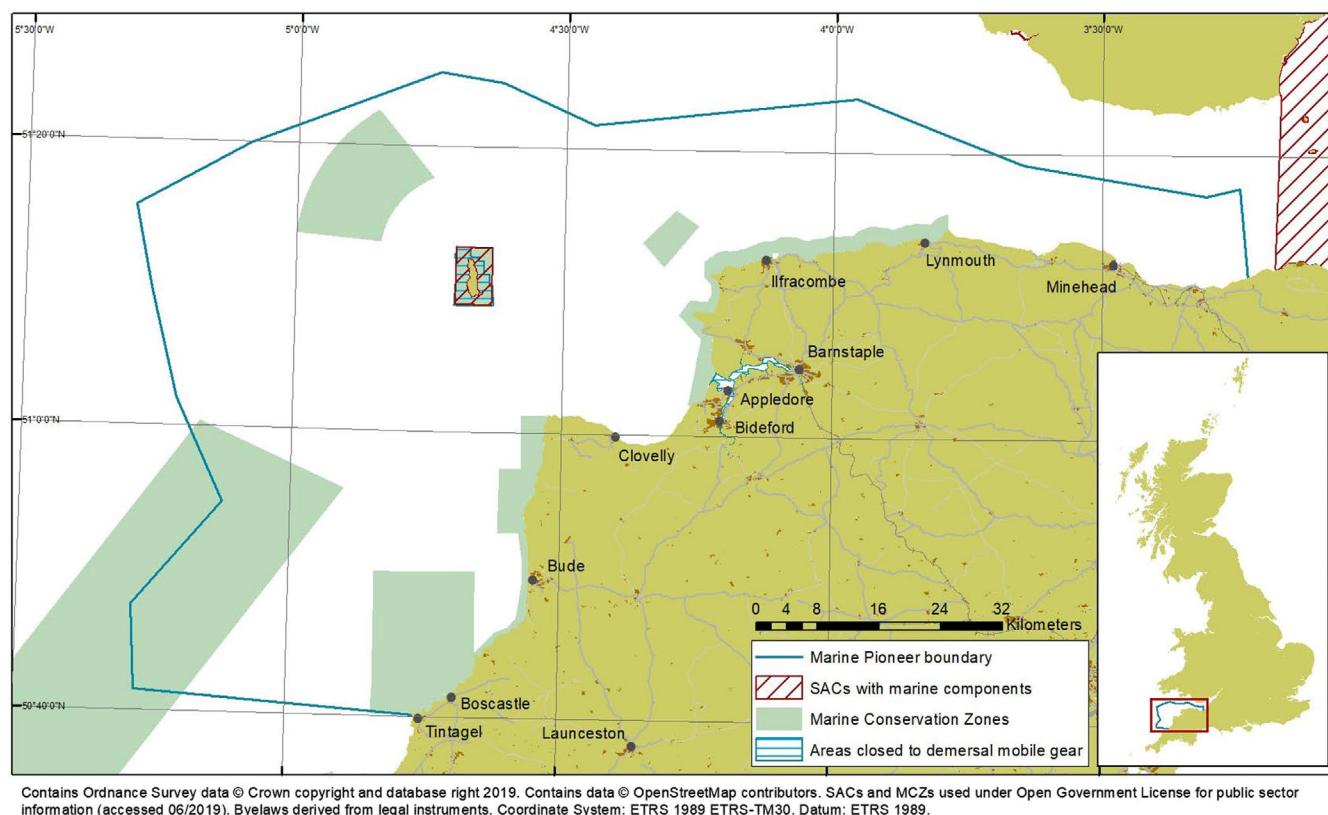 5°30'0"W
5°0'0"W
4°30'0"W
4°0'0"W
3°30'0"W
51°20'0"N
Lynmouth
Ilfracombe
Minehead
Barnstaple
Appledore
51°0'0"N
Bideford
Clovelly
Bude
0 4 8 16 24 32
Kilometers
Marine Pioneer boundary
SACs with marine components
50°40'0"N
Boscastle
Marine Conservation Zones
Tintagel
Launceston
Areas closed to demersal mobile gear
Contains Ordnance Survey data © Crown copyright and database right 2019. Contains data © OpenStreetMap contributors. SACs and MCZs used under Open Government License for public sector
information (accessed 06/2019). Byelaws derived from legal instruments. Coordinate System: ETRS 1989 ETRS-TM30. Datum: ETRS 1989.